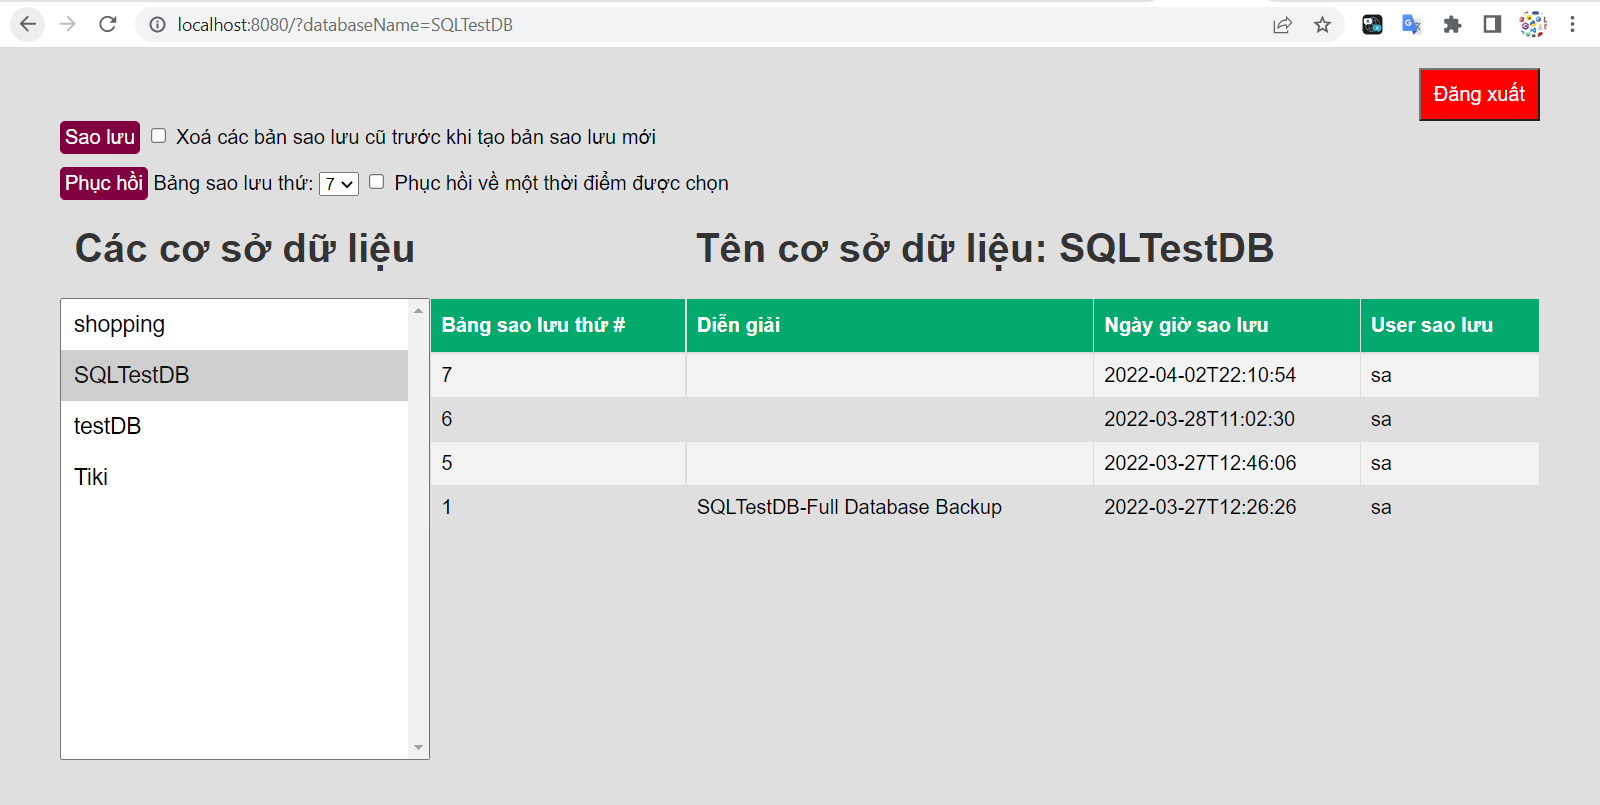 localhost:8080/?databaseName=SQLTestDB
Đăng xuất
Sao lưu Xoá các bản sao lưu cũ trước khi tạo bản sao lưu mới
Phục hồi Bảng sao lưu thứ: 7 Phục hồi về một thời điểm được chọn
Các cơ sở dữ liệu
Tên cơ sở dữ liệu: SQLTestDB
shopping
SQLTestDB
testDB
Tiki
Bảng sao lưu thứ # Diễn giải Ngày giờ sao lưu User sao lưu
7 2022-04-02T22:10:54 sa
6 2022-03-28T11:02:30 sa
5 2022-03-27T12:46:06 sa
1 SQLTestDB-Full Database Backup 2022-03-27T12:26:26 sa